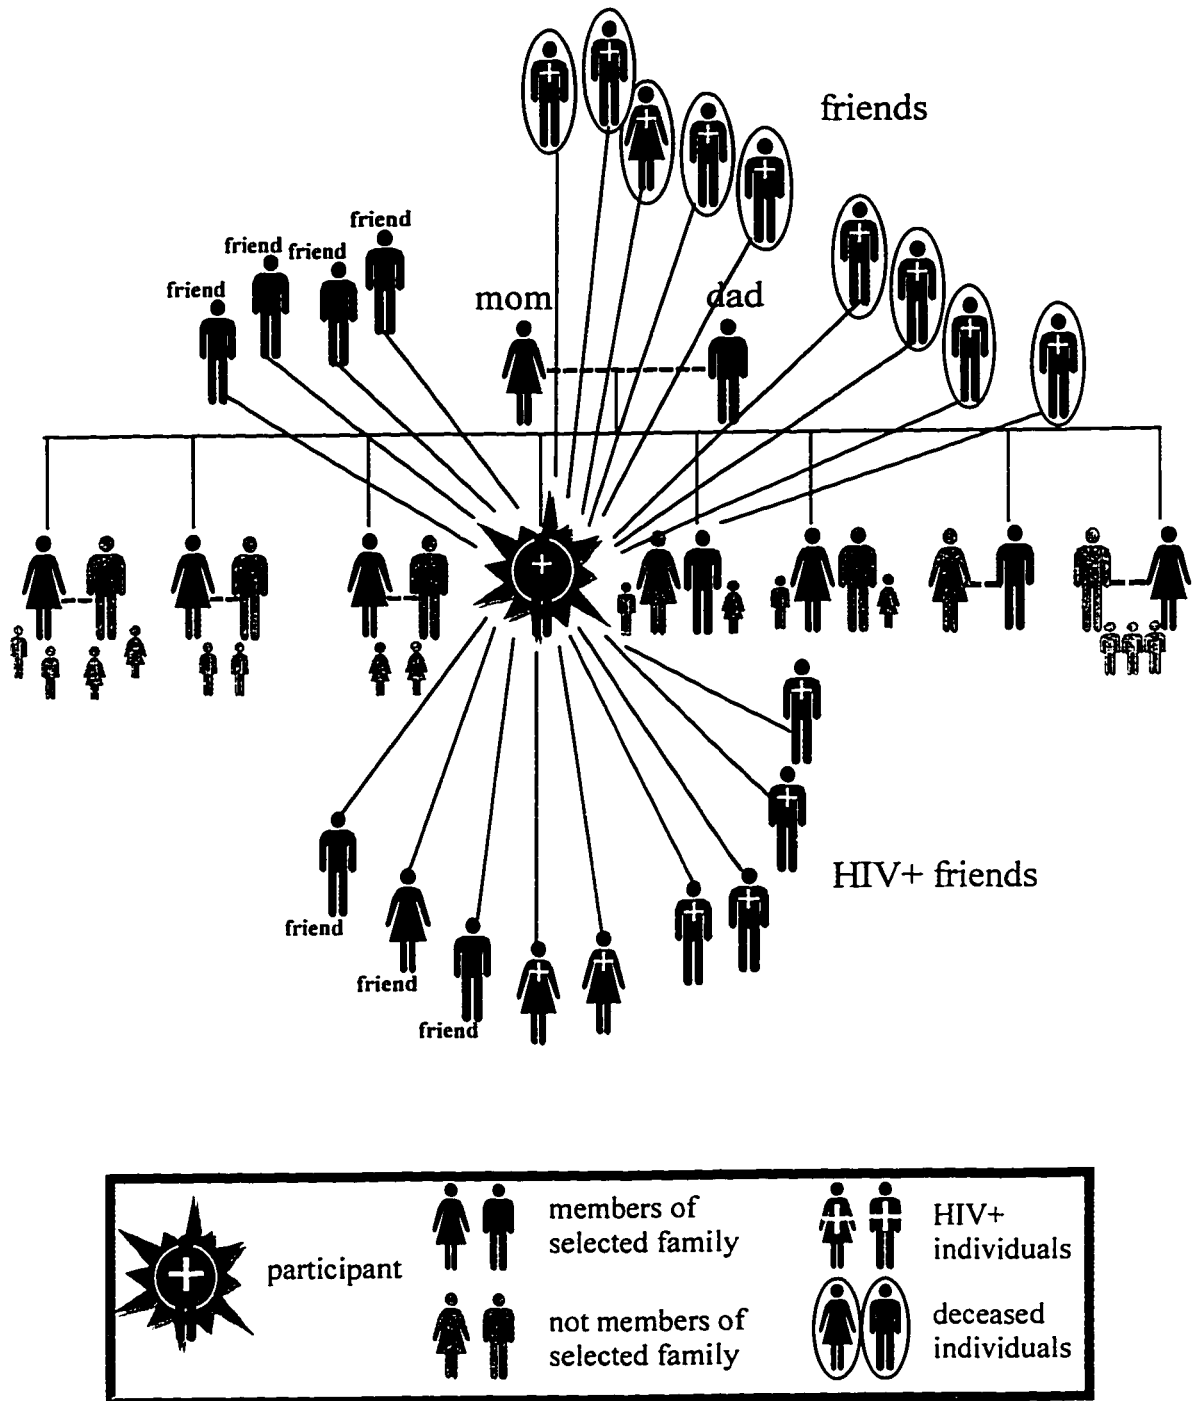 friends
friend
friend
friend
friend
mom
dad
HIV+ friends
friend
friend
friend
participant
members of
selected family
not members of
selected family
HIV+
individuals
deceased
individuals